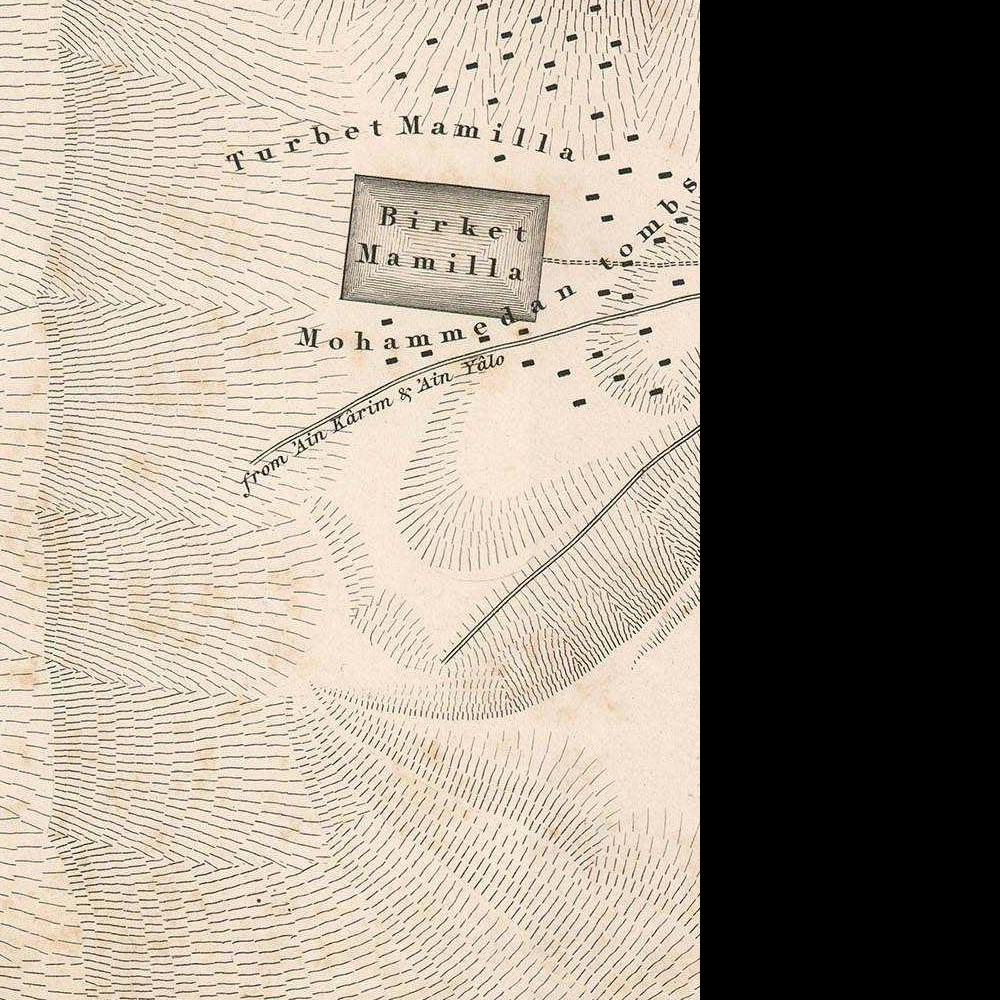 Turbet Mamilla
Birket
Mamilla
Mohammedan tombs
from 'Ain Kârim & 'Ain Yâlo